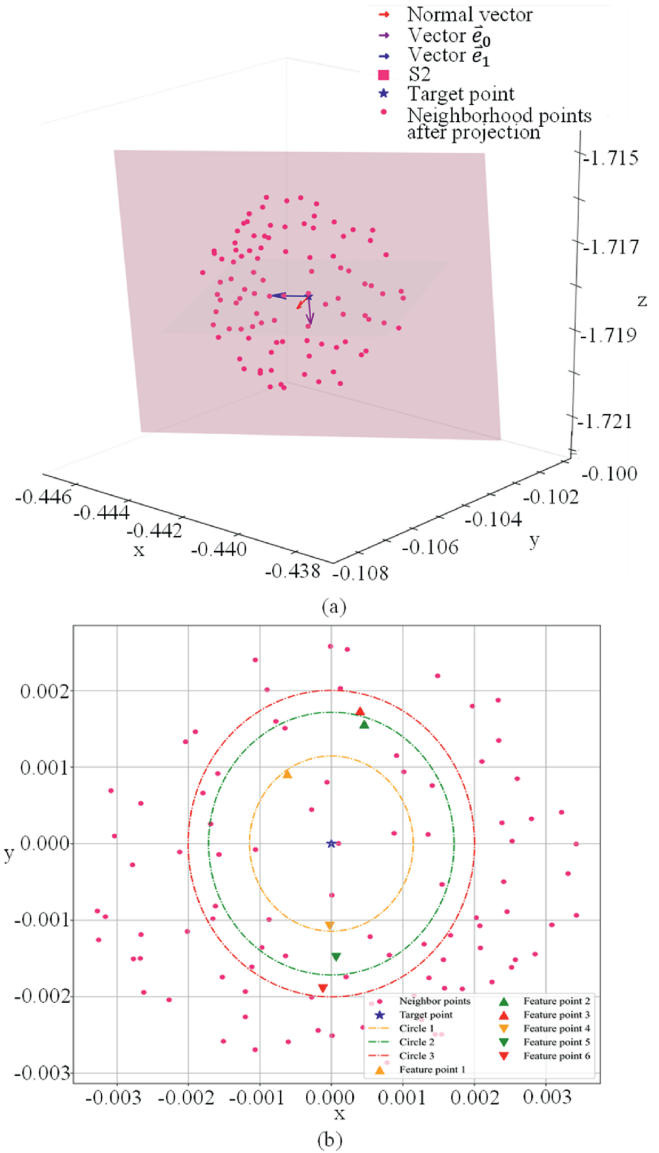 Normal vector
Vector e⃗₀
Vector e⃗₁
S2
Target point
Neighborhood points
after projection
-1.715
-1.717
z
-1.719
-1.721
-0.446
-0.444
-0.442
-0.440
-0.438
x
-0.100
-0.102
-0.104
-0.106
-0.108
y
(a)
0.002
0.001
y 0.000
-0.001
-0.002
-0.003
Neighbor points
Target point
Circle 1
Circle 2
Circle 3
Feature point 1
Feature point 2
Feature point 3
Feature point 4
Feature point 5
Feature point 6
-0.003 -0.002 -0.001 0.000 0.001 0.002 0.003
x
(b)